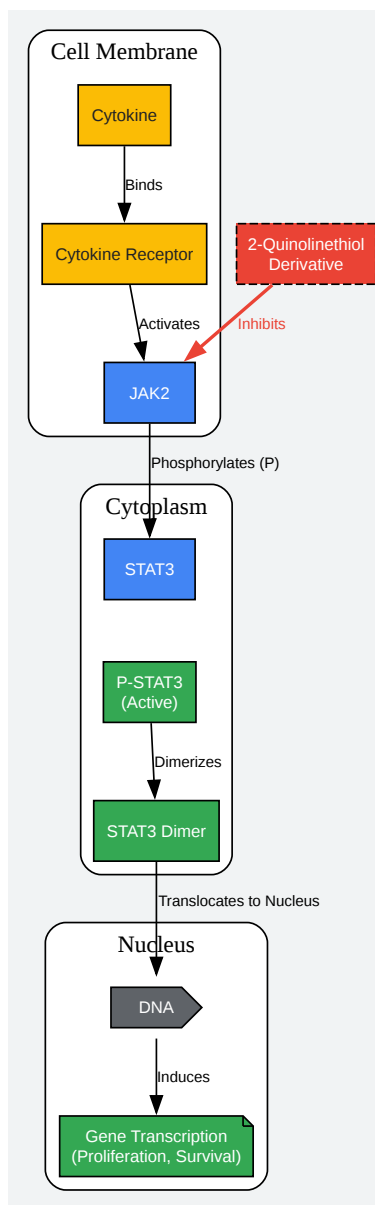 Cell Membrane
Cytokine
Binds
Cytokine Receptor
2-Quinolinethiol
Derivative
Activates
Inhibits
JAK2
Phosphorylates (P)
Cytoplasm
STAT3
P-STAT3
(Active)
Dimerizes
STAT3 Dimer
Translocates to Nucleus
Nucleus
DNA
Induces
Gene Transcription
(Proliferation, Survival)